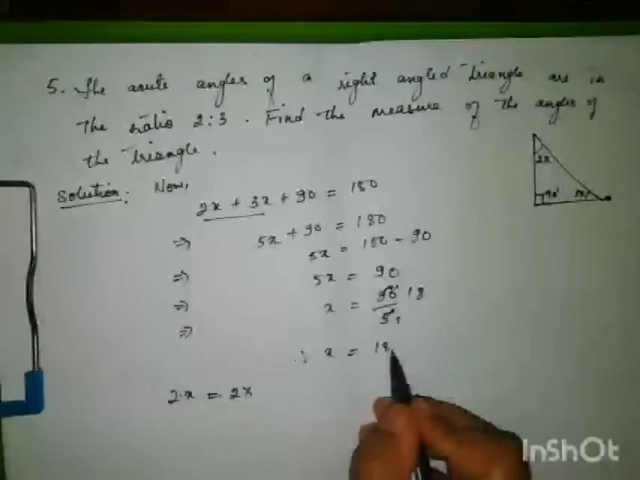 5. The acute angles of a right angled Triangle are in
the ratio 2:3. Find the measure of the angles of
the triangle.
Solution: Now,
2x + 3x + 90 = 180
⇒ 5x + 90 = 180
5x = 180 - 90
⇒ 5x = 90
⇒ x = 90/5 18
1
⇒
∴ x = 18
2x = 2x
2x
90°
InShOt